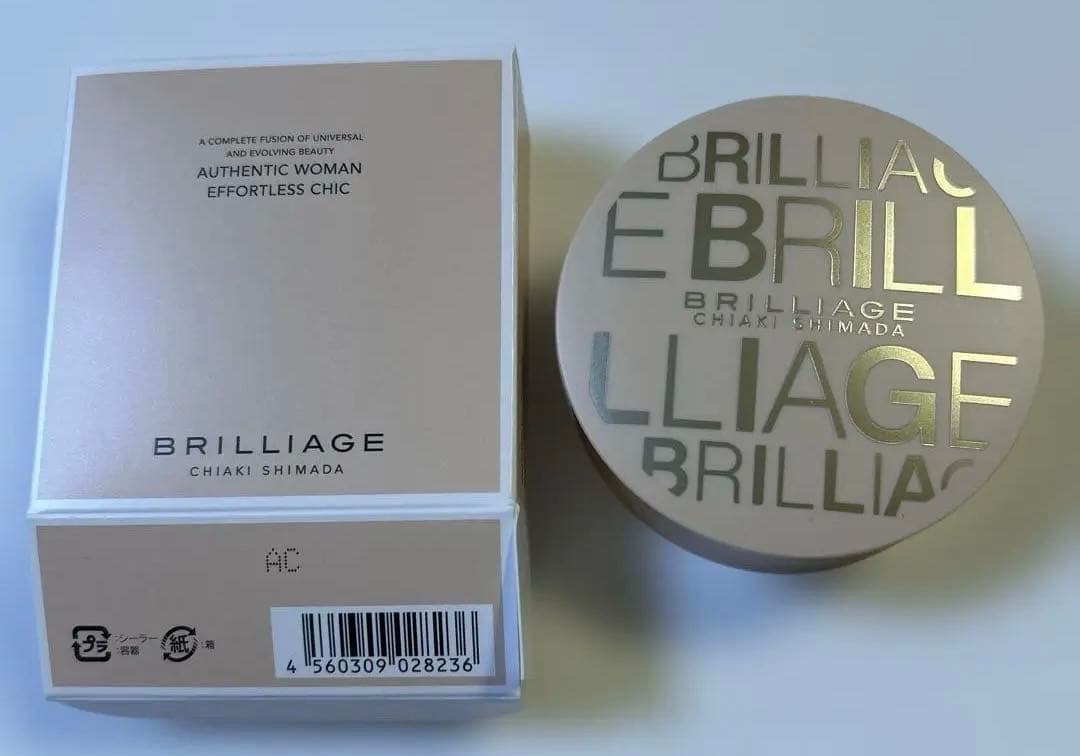 A COMPLETE FUSION OF UNIVERSAL
AND EVOLVING BEAUTY
AUTHENTIC WOMAN
EFFORTLESS CHIC
BRILLIAGE
CHIAKI SHIMADA
AC
プラ :シーラー 紙 :箱
:容器
4 560309 028236
BRILLIAG
E BRILL
BRILLIAGE
CHIAKI SHIMADA
LLIAGE
BRILLIAG